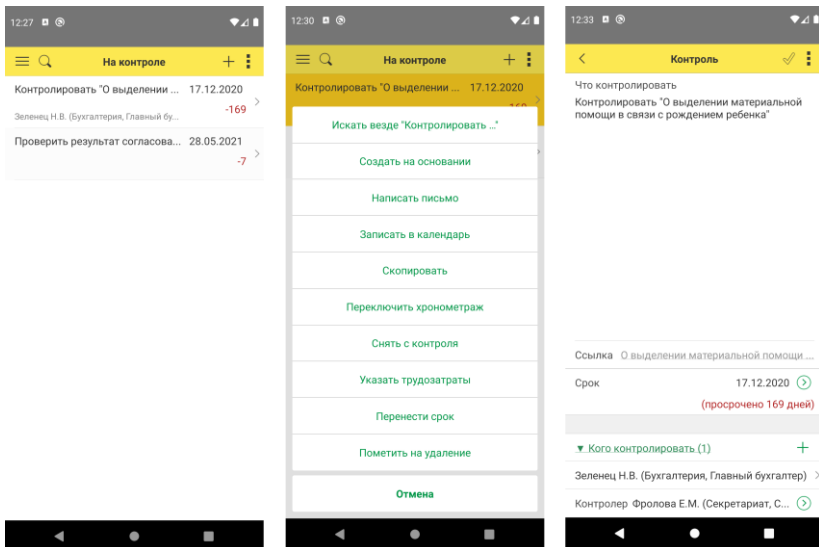 12:27
На контроле
Контролировать "О выделении ... 17.12.2020
-169
Зеленец Н.В. (Бухгалтерия, Главный бу...
Проверить результат согласова... 28.05.2021
-7
12:30
На контроле
Контролировать "О выделении ... 17.12.2020
Искать везде "Контролировать ..."
Создать на основании
Написать письмо
Записать в календарь
Скопировать
Переключить хронометраж
Снять с контроля
Указать трудозатраты
Перенести срок
Пометить на удаление
Отмена
12:33
Контроль
Что контролировать
Контролировать "О выделении материальной
помощи в связи с рождением ребенка"
Ссылка О выделении материальной помощи ...
Срок 17.12.2020
(просрочено 169 дней)
▼ Кого контролировать (1)
Зеленец Н.В. (Бухгалтерия, Главный бухгалтер)
Контролер Фролова Е.М. (Секретариат, С...